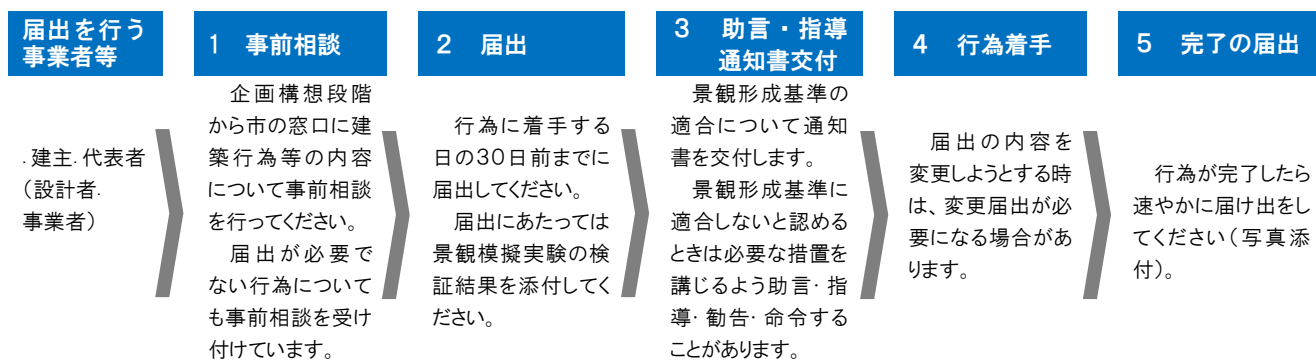 届出を行う
事業者等
.建主.代表者
(設計者.
事業者)
1 事前相談
企画構想段階
から市の窓口に建
築行為等の内容
について事前相談
を行ってください。
届出が必要で
ない行為について
も事前相談を受け
付けています。
2 届出
行為に着手する
日の30日前までに
届出してください。
届出にあたっては
景観模擬実験の検
証結果を添付してく
ださい。
3 助言・指導
通知書交付
景観形成基準の
適合について通知
書を交付します。
景観形成基準に
適合しないと認める
ときは必要な措置を
講じるよう助言・指
導・勧告・命令する
ことがあります。
4 行為着手
届出の内容を
変更しようとする時
は、変更届出が必
要になる場合があ
ります。
5 完了の届出
行為が完了したら
速やかに届け出をし
てください(写真添
付)。